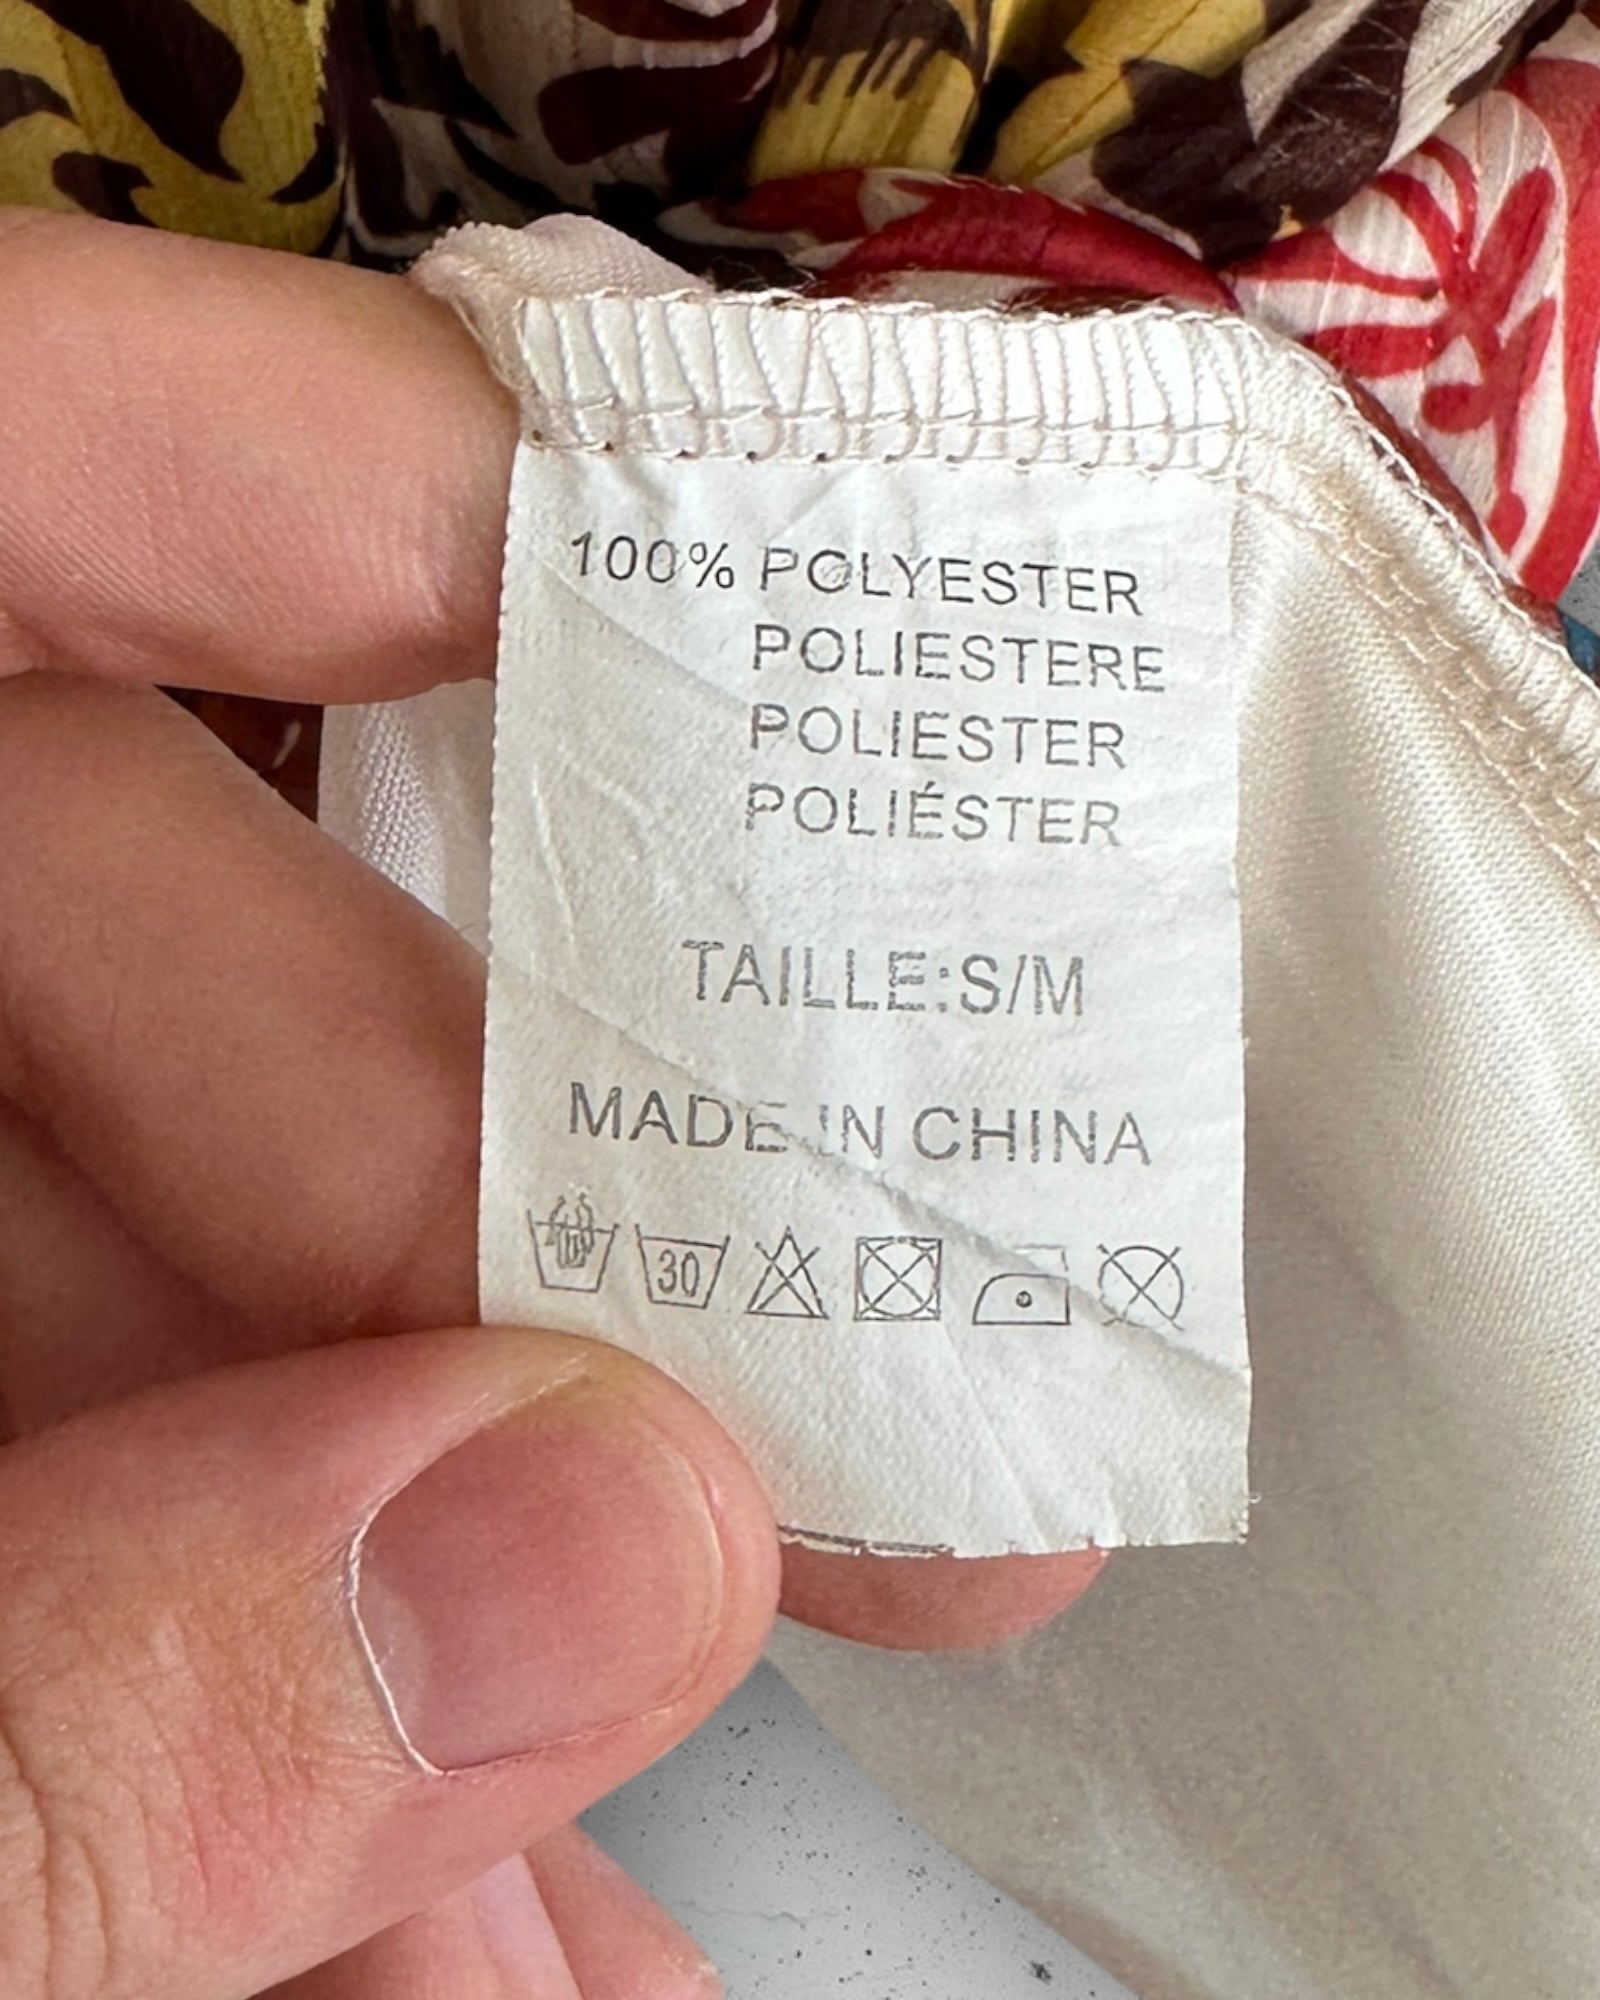 100% POLYESTER
POLIESTERE
POLIESTER
POLIÉSTER
TAILLE:S/M
MADE IN CHINA
30